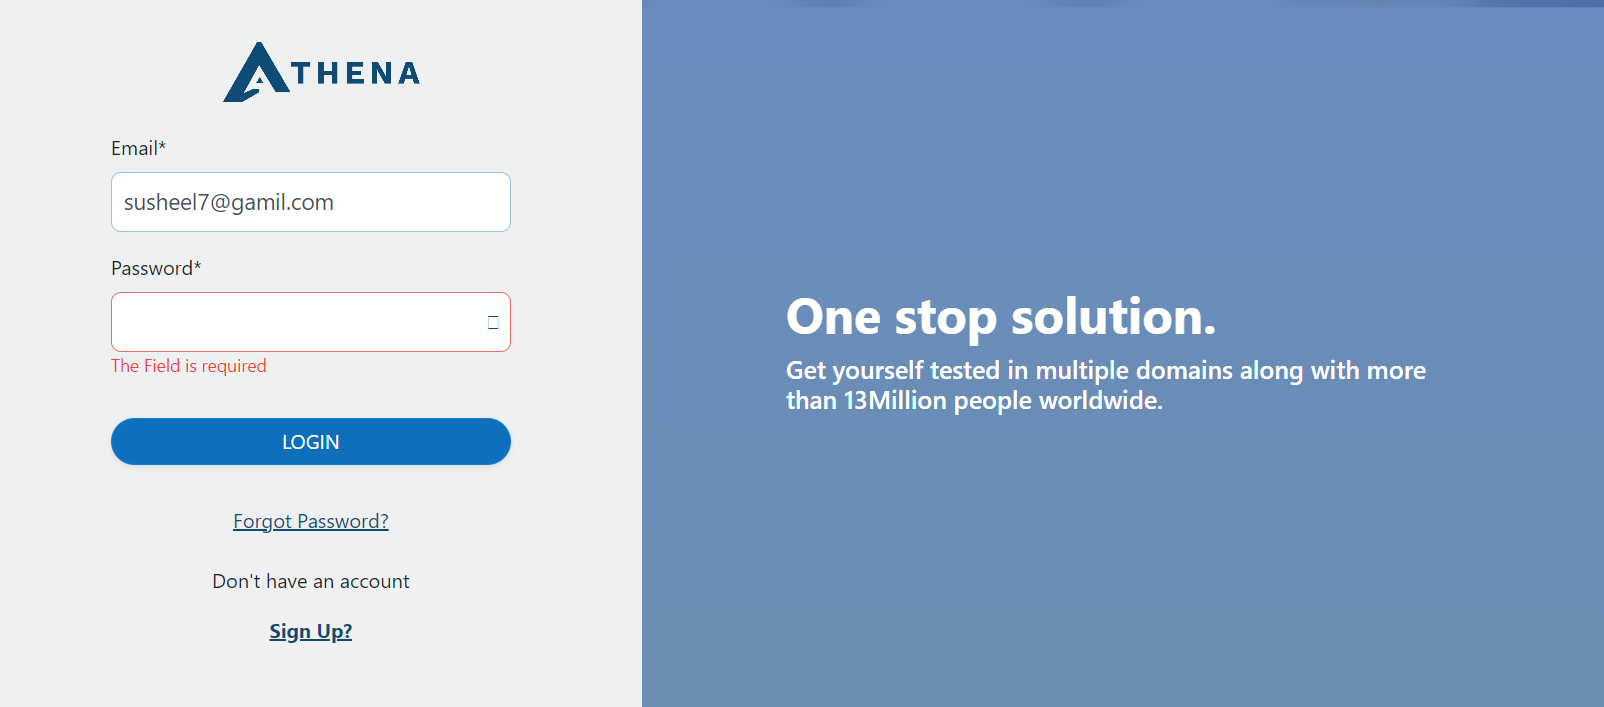 ATHENA
Email*
susheel7@gamil.com
Password*
The Field is required
LOGIN
Forgot Password?
Don't have an account
Sign Up?
One stop solution.
Get yourself tested in multiple domains along with more
than 13Million people worldwide.